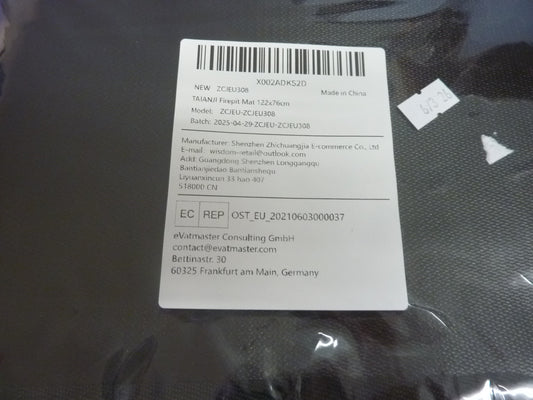 X002ADKS2D
NEW ZCJEU308
Made in China
TAIANJI Firepit Mat 122x76cm
Model: ZCJEU-ZCJEU308
Batch: 2025-04-29-ZCJEU-ZCJEU308
Manufacturer: Shenzhen Zhichuangjia E-commerce Co., Ltd
E-mail: wisdom-retail@outlook.com
Add: Guangdong Shenzhen Longgangqu
Bantianjiedao Bantianshequ
Liyuanxincun 33 hao 407
518000 CN
EC REP OST_EU_20210603000037
eVatmaster Consulting GmbH
contact@evatmaster.com
Bettinastr. 30
60325 Frankfurt am Main, Germany